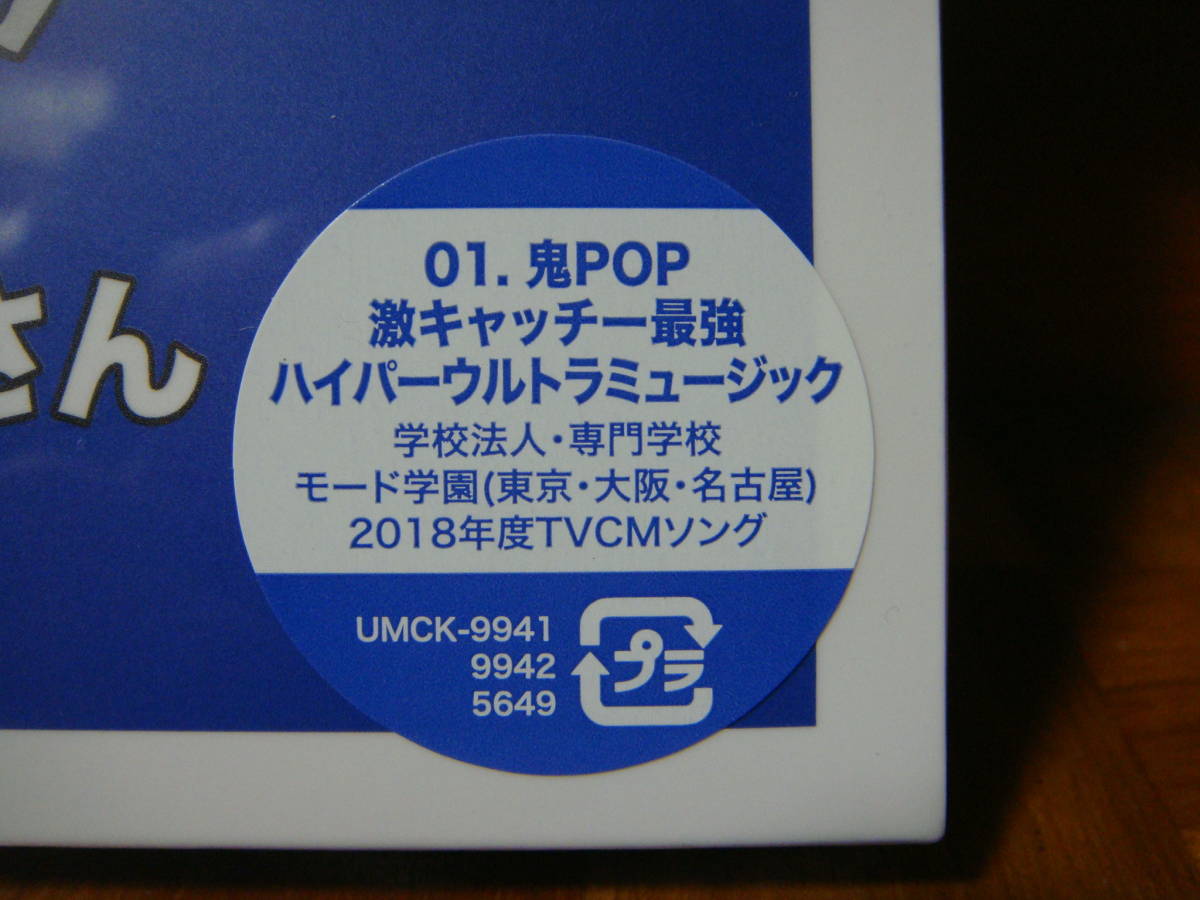 さん
01. 鬼POP
激キャッチー最強
ハイパーウルトラミュージック
学校法人・専門学校
モード学園(東京・大阪・名古屋)
2018年度TVCMソング
UMCK-9941
9942
5649
プラ